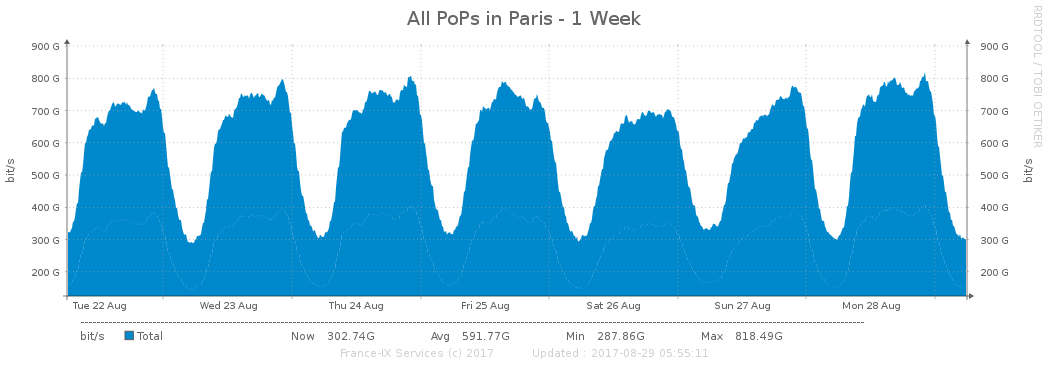 All PoPs in Paris - 1 Week
RRDTOOL / TOBI OETIKER
900 G 900 G
800 G 800 G
700 G 700 G
600 G 600 G
500 G 500 G
400 G 400 G
300 G 300 G
200 G 200 G
bit/s bit/s
Tue 22 Aug Wed 23 Aug Thu 24 Aug Fri 25 Aug Sat 26 Aug Sun 27 Aug Mon 28 Aug
bit/s Total Now 302.74G Avg 591.77G Min 287.86G Max 818.49G
France-IX Services (c) 2017 Updated : 2017-08-29 05:55:11